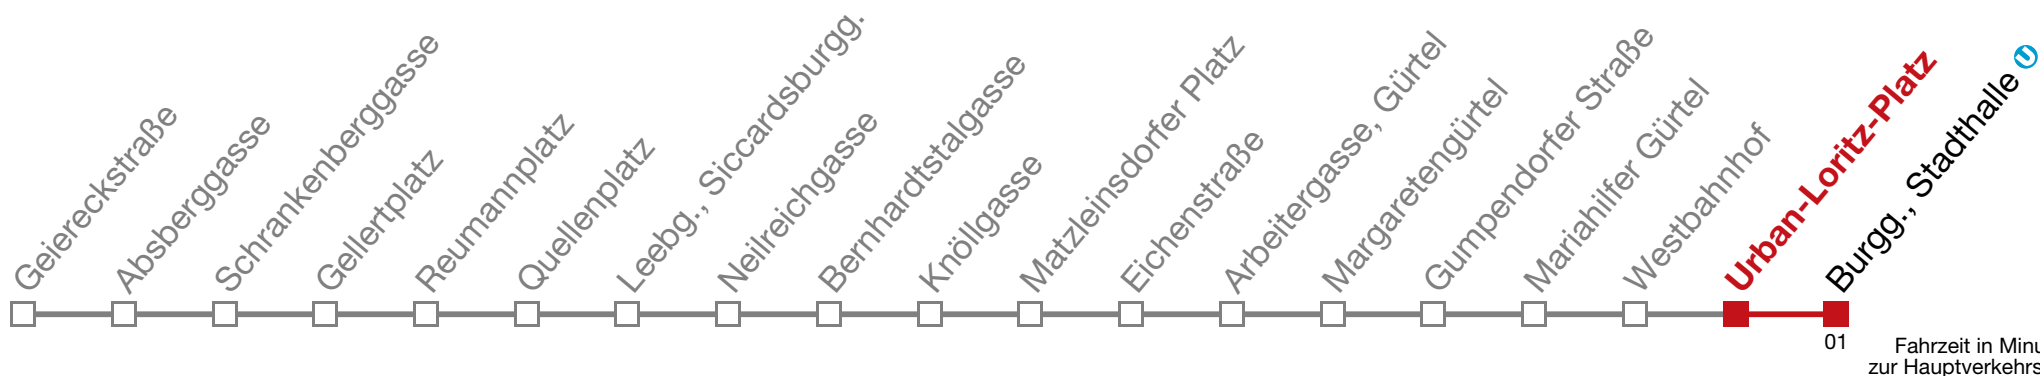 Geiereckstraße
Absberggasse
Schrankenberggasse
Gellertplatz
Reumannplatz
Quellenplatz
Leebg., Siccardsburgg.
Neilreichgasse
Bernhardtstalgasse
Knöllgasse
Matzleinsdorfer Platz
Eichenstraße
Arbeitergasse, Gürtel
Margaretengürtel
Gumpendorfer Straße
Mariahilfer Gürtel
Westbahnhof
Urban-Loritz-Platz
Burgg., Stadthalle U
01
Fahrzeit in Minu
zur Hauptverkehrs